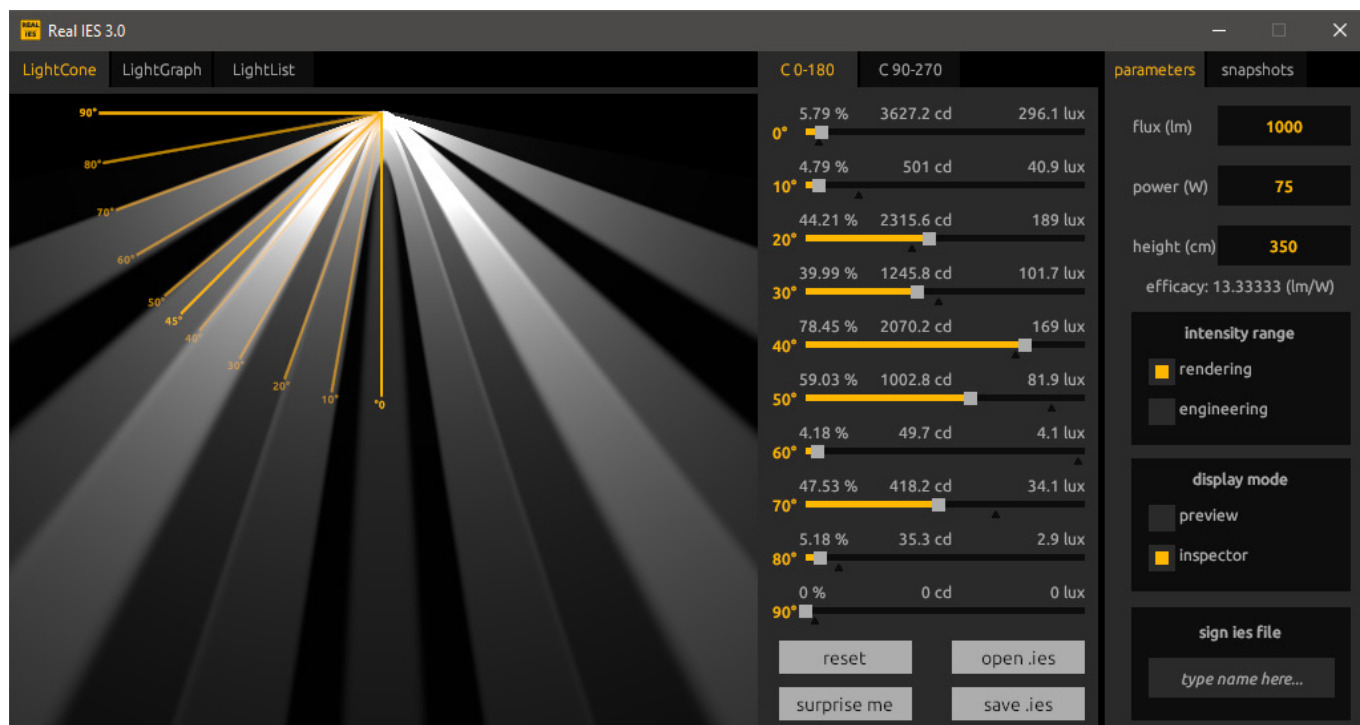 REAL IES Real IES 3.0
LightCone LightGraph LightList
90°
80°
70°
60°
50°
45°
40°
30°
20°
10°
°0
C 0-180 C 90-270
5.79 % 3627.2 cd 296.1 lux
0°
4.79 % 501 cd 40.9 lux
10°
44.21 % 2315.6 cd 189 lux
20°
39.99 % 1245.8 cd 101.7 lux
30°
78.45 % 2070.2 cd 169 lux
40°
59.03 % 1002.8 cd 81.9 lux
50°
4.18 % 49.7 cd 4.1 lux
60°
47.53 % 418.2 cd 34.1 lux
70°
5.18 % 35.3 cd 2.9 lux
80°
0 % 0 cd 0 lux
90°
reset open .ies
surprise me save .ies
parameters snapshots
flux (lm) 1000
power (W) 75
height (cm) 350
efficacy: 13.33333 (lm/W)
intensity range
rendering
engineering
display mode
preview
inspector
sign ies file
type name here...